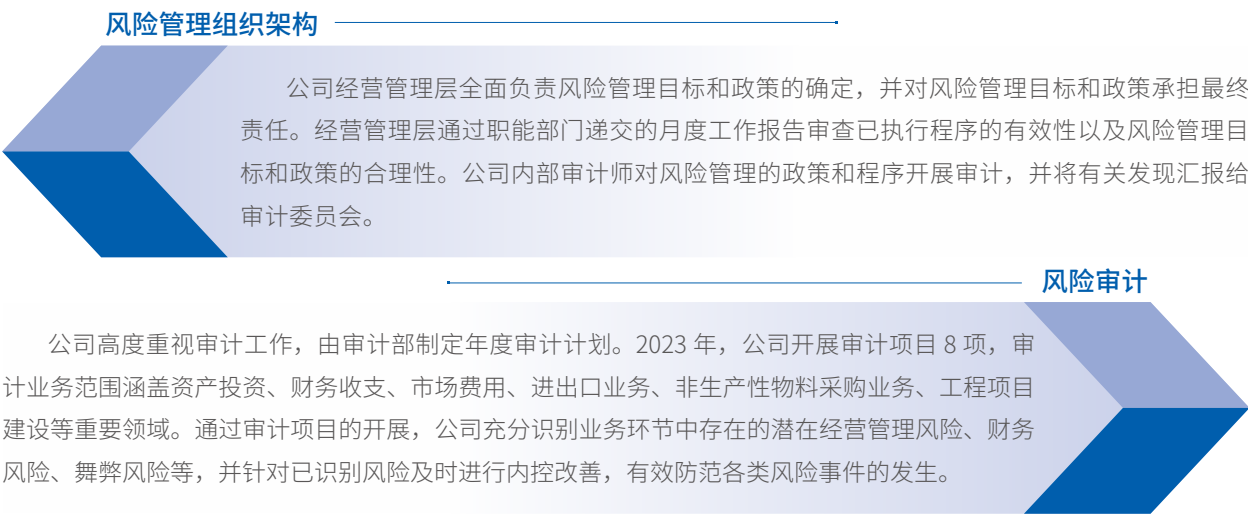 风险管理组织架构
公司经营管理层全面负责风险管理目标和政策的确定，并对风险管理目标和政策承担最终
责任。经营管理层通过职能部门递交的月度工作报告审查已执行程序的有效性以及风险管理目
标和政策的合理性。公司内部审计师对风险管理的政策和程序开展审计，并将有关发现汇报给
审计委员会。
风险审计
公司高度重视审计工作，由审计部制定年度审计计划。2023 年，公司开展审计项目 8 项，审
计业务范围涵盖资产投资、财务收支、市场费用、进出口业务、非生产性物料采购业务、工程项目
建设等重要领域。通过审计项目的开展，公司充分识别业务环节中存在的潜在经营管理风险、财务
风险、舞弊风险等，并针对已识别风险及时进行内控改善，有效防范各类风险事件的发生。